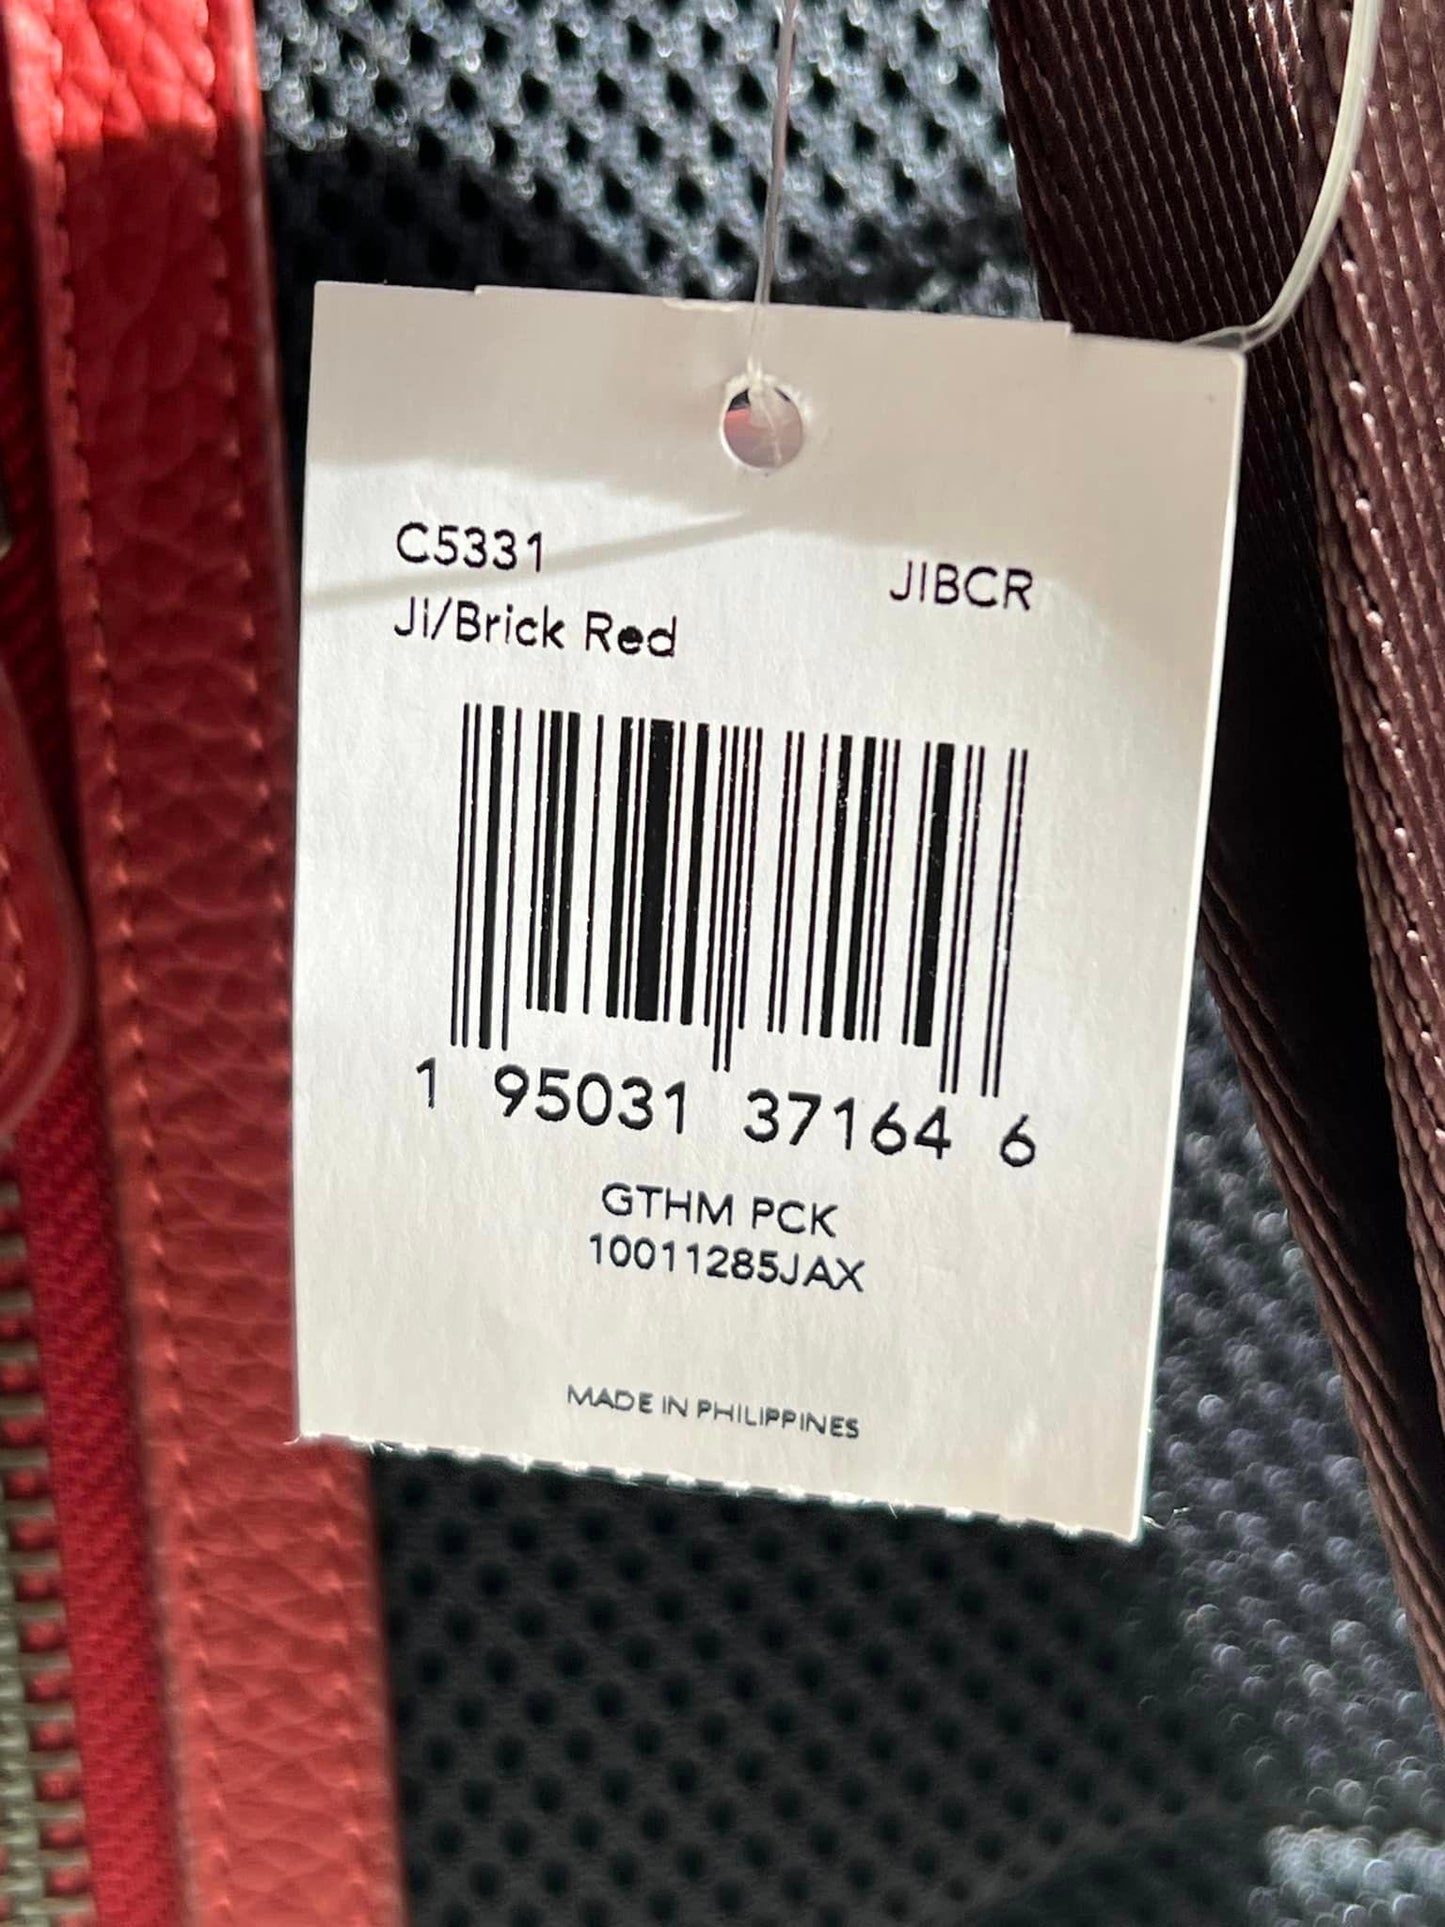 C5331 JIBCR
JI/Brick Red
1 95031 37164 6
GTHM PCK
10011285JAX
MADE IN PHILIPPINES